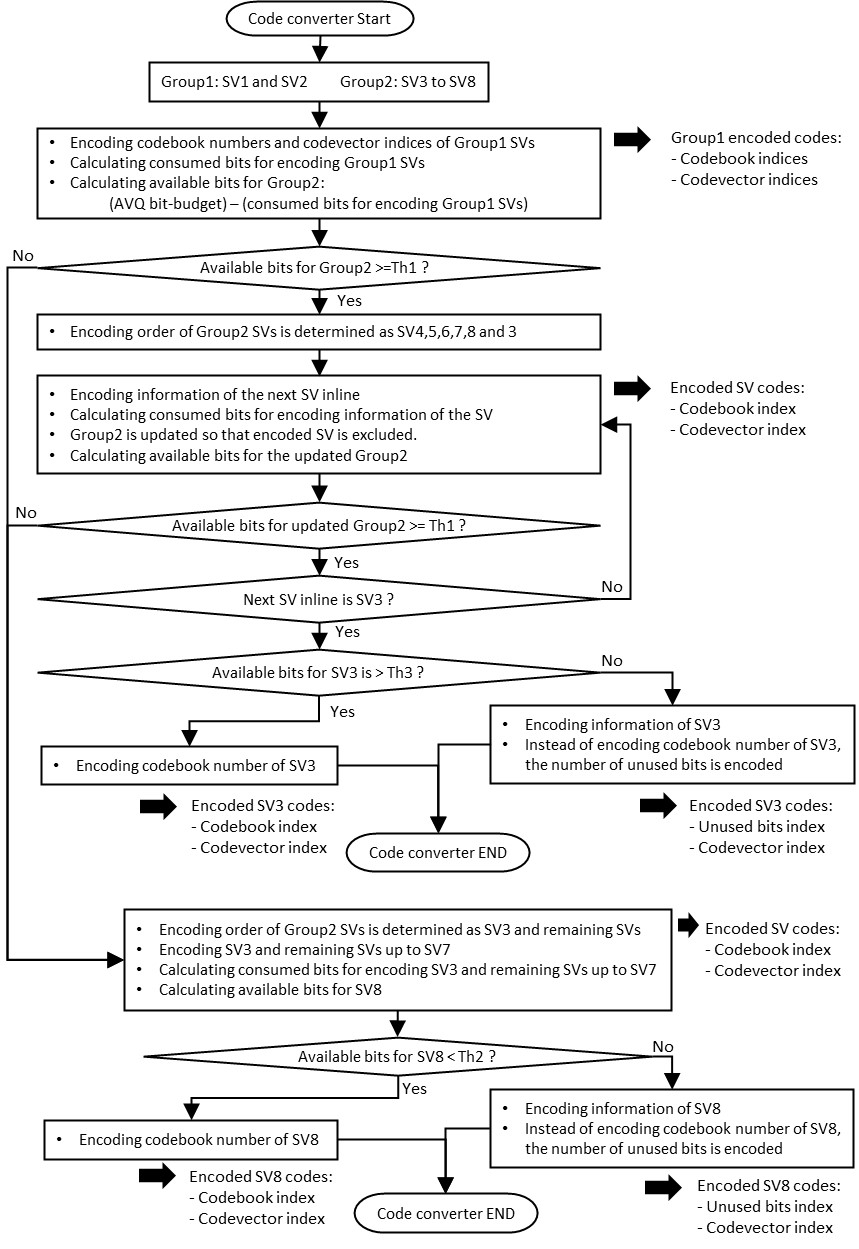 Code converter Start
Group1: SV1 and SV2 Group2: SV3 to SV8
• Encoding codebook numbers and codevector indices of Group1 SVs
• Calculating consumed bits for encoding Group1 SVs
• Calculating available bits for Group2:
(AVQ bit-budget) – (consumed bits for encoding Group1 SVs)
Group1 encoded codes:
- Codebook indices
- Codevector indices
No
Available bits for Group2 >=Th1 ?
Yes
• Encoding order of Group2 SVs is determined as SV4,5,6,7,8 and 3
• Encoding information of the next SV inline
• Calculating consumed bits for encoding information of the SV
• Group2 is updated so that encoded SV is excluded.
• Calculating available bits for the updated Group2
Encoded SV codes:
- Codebook index
- Codevector index
No
Available bits for updated Group2 >= Th1 ?
Yes
Next SV inline is SV3 ?
No
Yes
Available bits for SV3 is > Th3 ?
No
Yes
• Encoding codebook number of SV3
• Encoding information of SV3
• Instead of encoding codebook number of SV3,
the number of unused bits is encoded
Encoded SV3 codes:
- Codebook index
- Codevector index
Encoded SV3 codes:
- Unused bits index
- Codevector index
Code converter END
• Encoding order of Group2 SVs is determined as SV3 and remaining SVs
• Encoding SV3 and remaining SVs up to SV7
• Calculating consumed bits for encoding SV3 and remaining SVs up to SV7
• Calculating available bits for SV8
Encoded SV codes:
- Codebook index
- Codevector index
Available bits for SV8 < Th2 ?
No
Yes
• Encoding codebook number of SV8
• Encoding information of SV8
• Instead of encoding codebook number of SV8,
the number of unused bits is encoded
Encoded SV8 codes:
- Codebook index
- Codevector index
Code converter END
Encoded SV8 codes:
- Unused bits index
- Codevector index